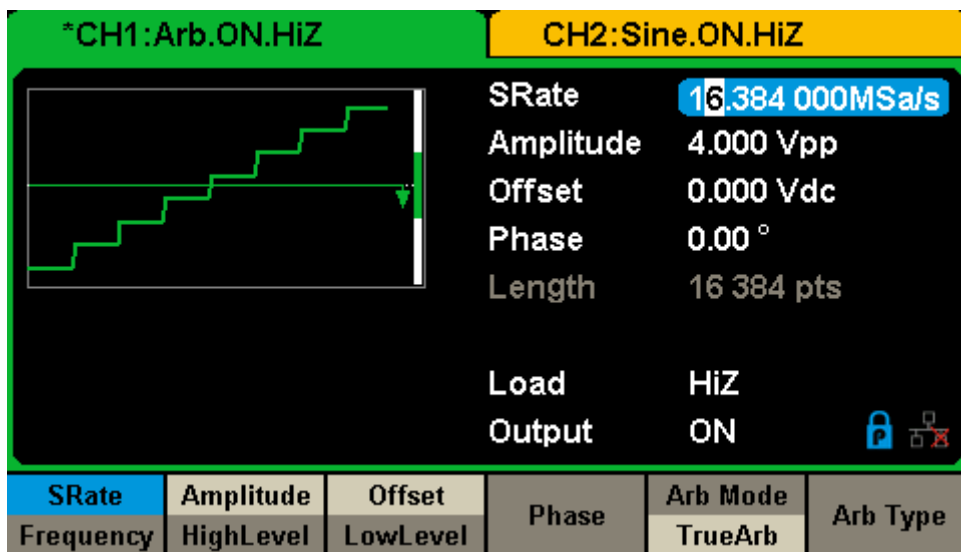 *CH1:Arb.ON.HiZ CH2:Sine.ON.HiZ
SRate 16.384 000MSa/s
Amplitude 4.000 Vpp
Offset 0.000 Vdc
Phase 0.00 °
Length 16 384 pts
Load HiZ
Output ON P
SRate Amplitude Offset Phase Arb Mode Arb Type
Frequency HighLevel LowLevel TrueArb